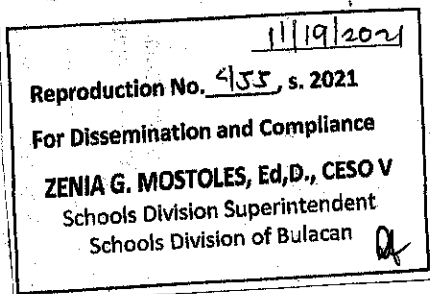 11/19/2021
Reproduction No. 455, s. 2021
For Dissemination and Compliance
ZENIA G. MOSTOLES, Ed,D., CESO V
Schools Division Superintendent
Schools Division of Bulacan